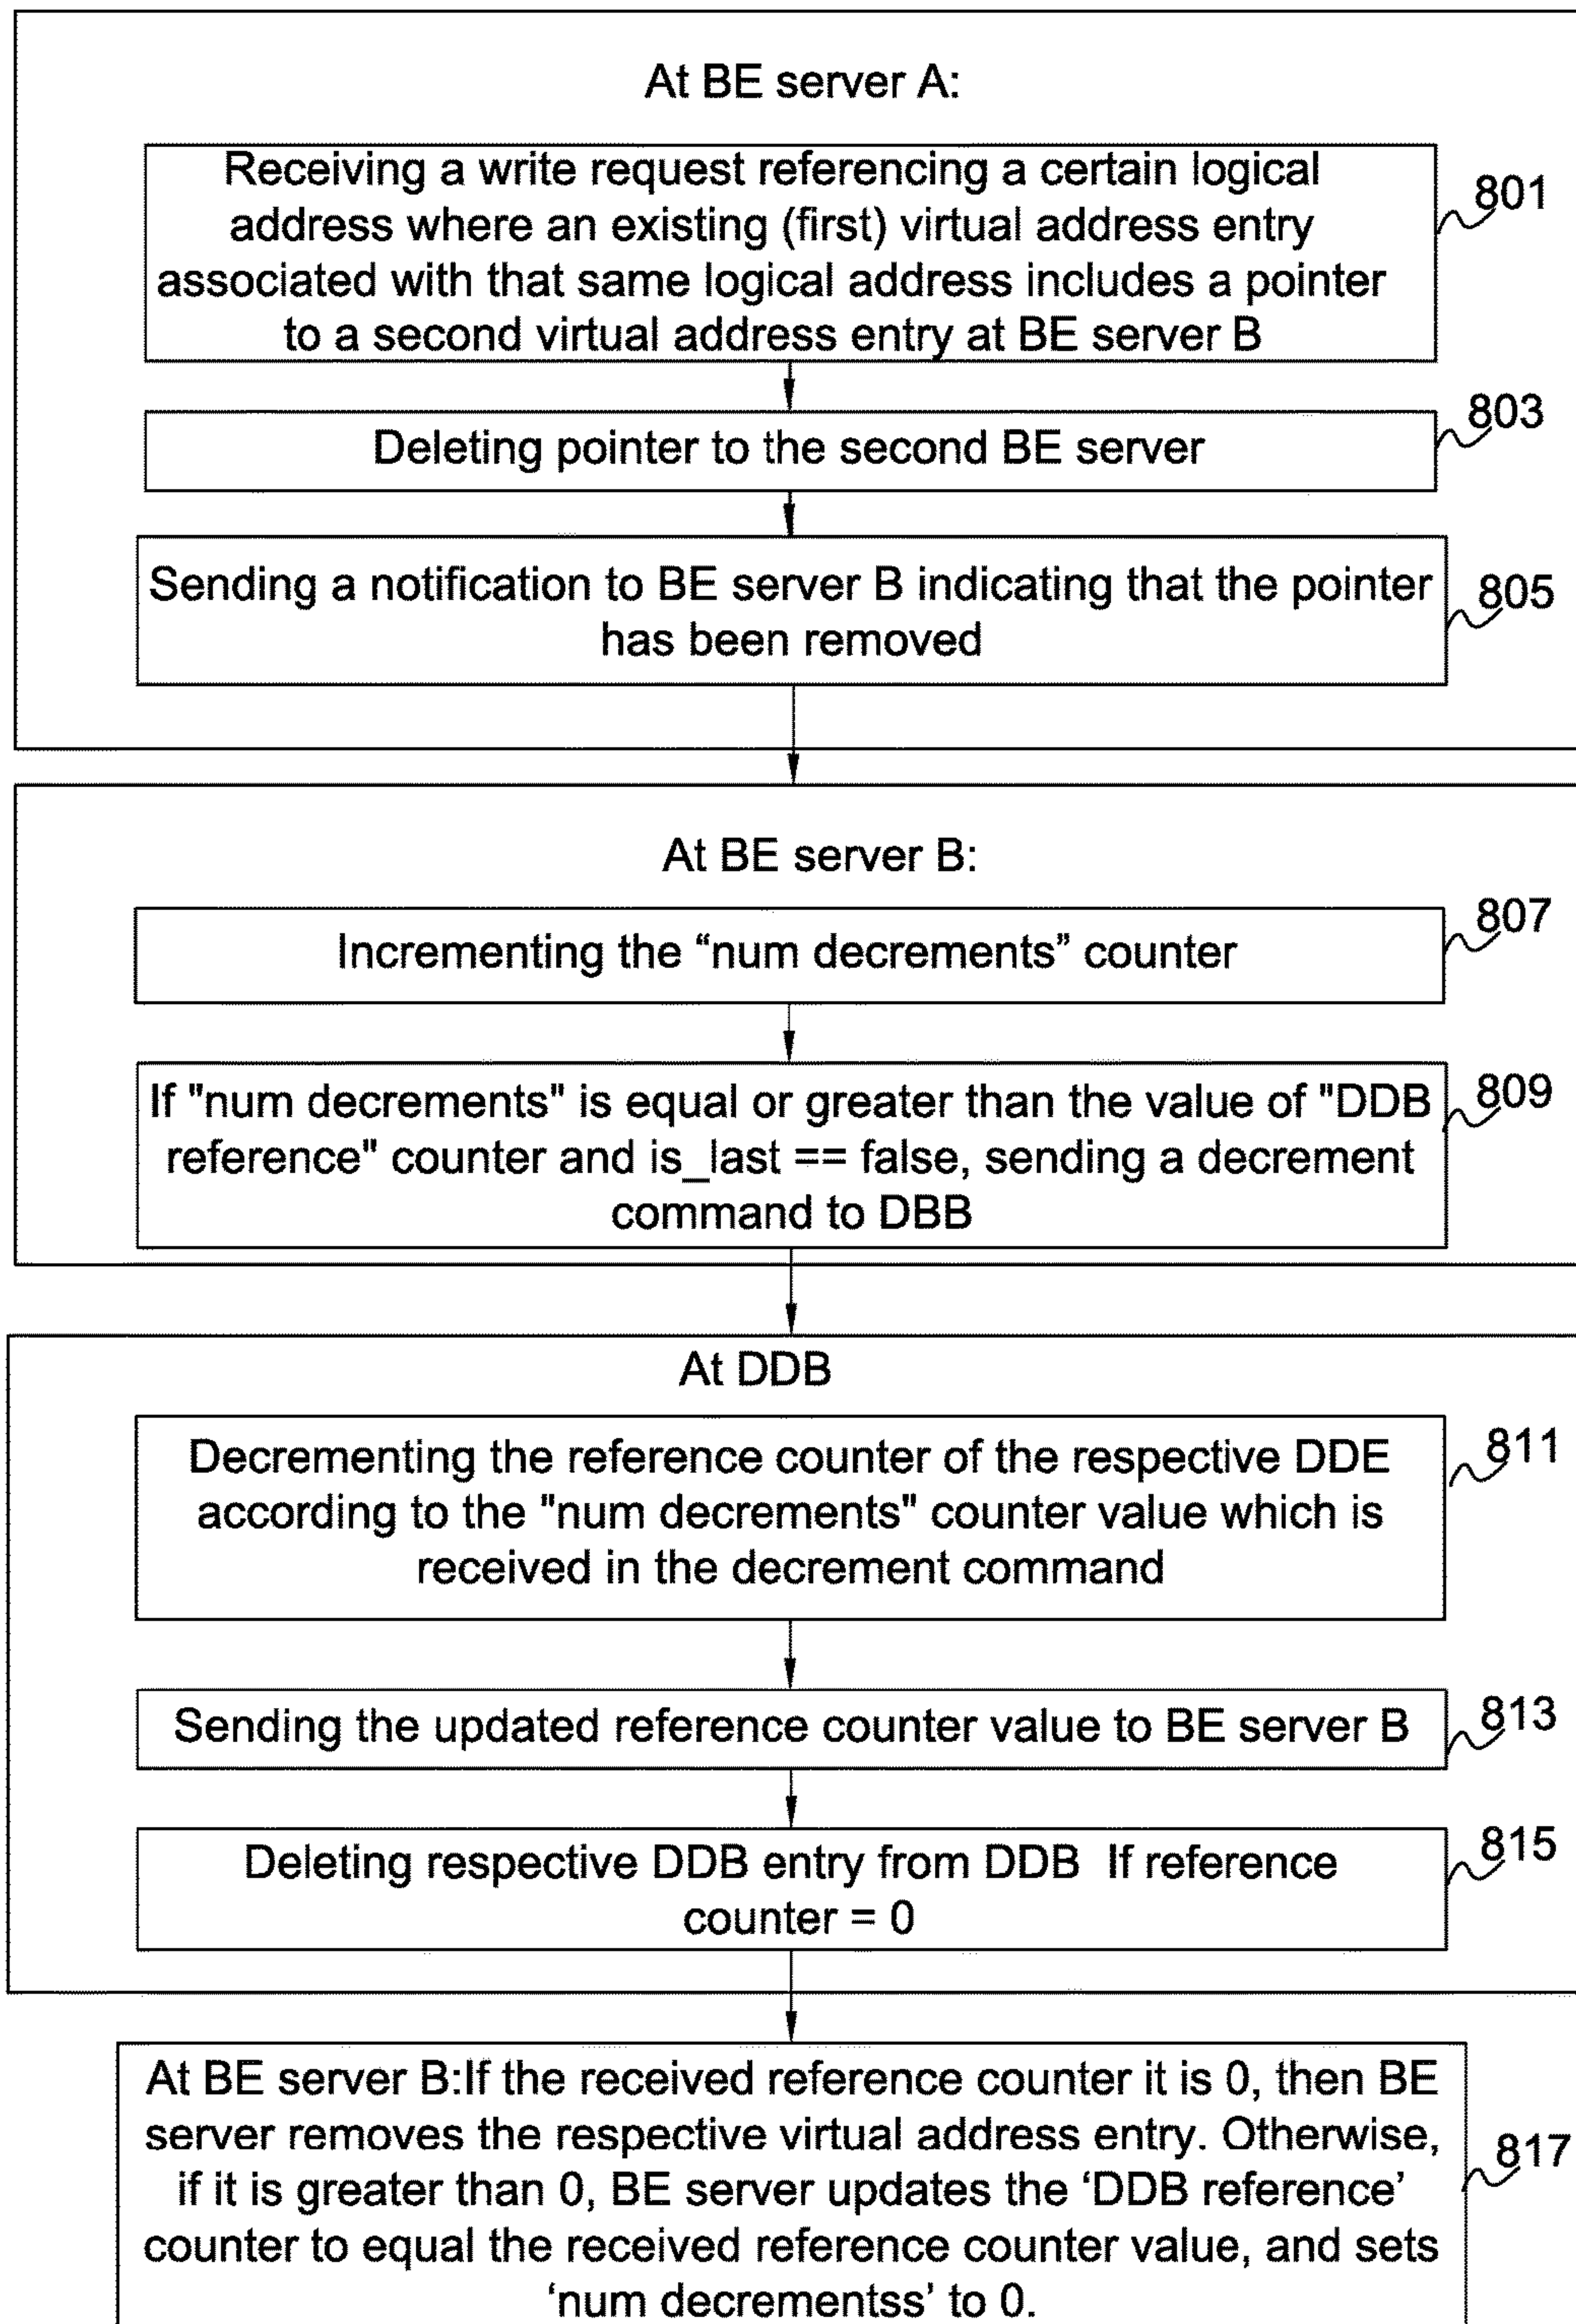 At BE server A:
Receiving a write request referencing a certain logical
address where an existing (first) virtual address entry
associated with that same logical address includes a pointer
to a second virtual address entry at BE server B
801
Deleting pointer to the second BE server
803
Sending a notification to BE server B indicating that the pointer
has been removed
805
At BE server B:
Incrementing the “num decrements” counter
807
If "num decrements" is equal or greater than the value of "DDB
reference" counter and is_last == false, sending a decrement
command to DBB
809
At DDB
Decrementing the reference counter of the respective DDE
according to the "num decrements" counter value which is
received in the decrement command
811
Sending the updated reference counter value to BE server B
813
Deleting respective DDB entry from DDB If reference
counter = 0
815
At BE server B:If the received reference counter it is 0, then BE
server removes the respective virtual address entry. Otherwise,
if it is greater than 0, BE server updates the ‘DDB reference’
counter to equal the received reference counter value, and sets
‘num decrementss’ to 0.
817